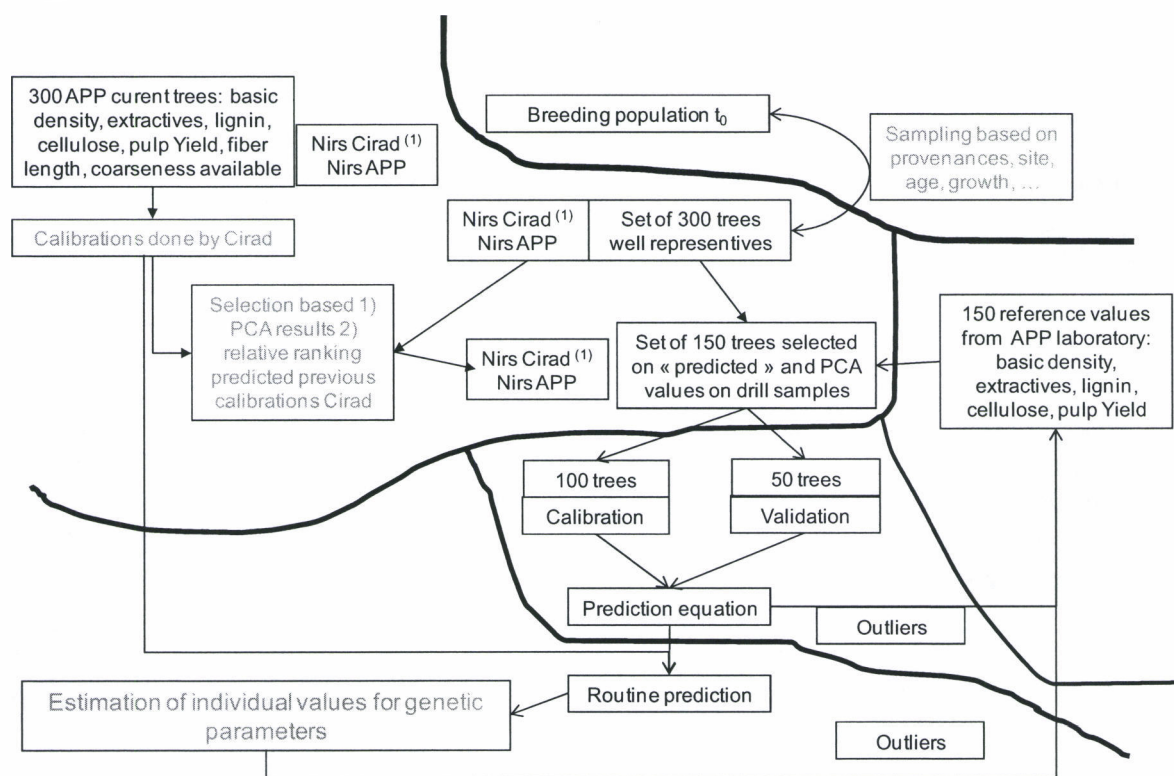 300 APP curent trees: basic
density, extractives, lignin,
cellulose, pulp Yield, fiber
length, coarseness available
Nirs Cirad (1)
Nirs APP
Breeding population t0
Sampling based on
provenances, site,
age, growth, …
Calibrations done by Cirad
Nirs Cirad (1)
Nirs APP
Set of 300 trees
well representives
Selection based 1)
PCA results 2)
relative ranking
predicted previous
calibrations Cirad
Nirs Cirad (1)
Nirs APP
Set of 150 trees selected
on « predicted » and PCA
values on drill samples
150 reference values
from APP laboratory:
basic density,
extractives, lignin,
cellulose, pulp Yield
100 trees
Calibration
50 trees
Validation
Prediction equation
Outliers
Routine prediction
Estimation of individual values for genetic
parameters
Outliers